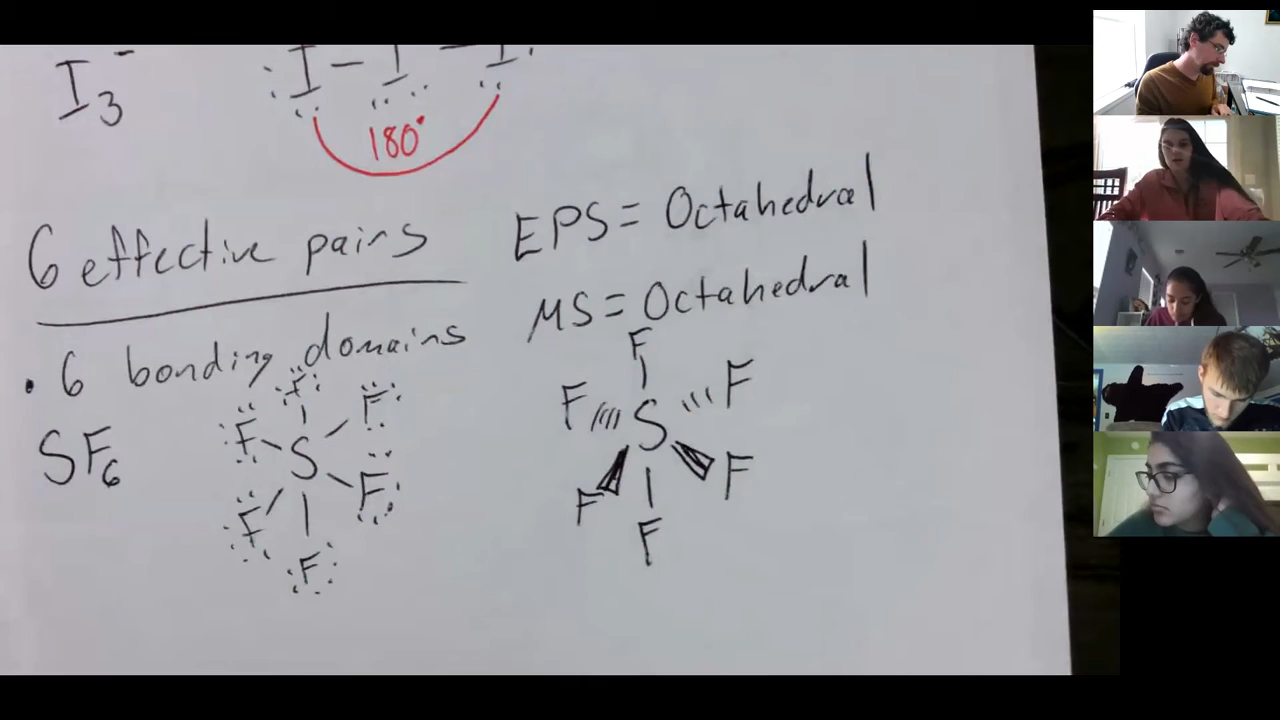 I3-
I - I - I
180°
6 effective pairs
EPS = Octahedral
MS = Octahedral
• 6 bonding domains
SF6
F
F F
S
F F
F
F
F F
S
F F
F